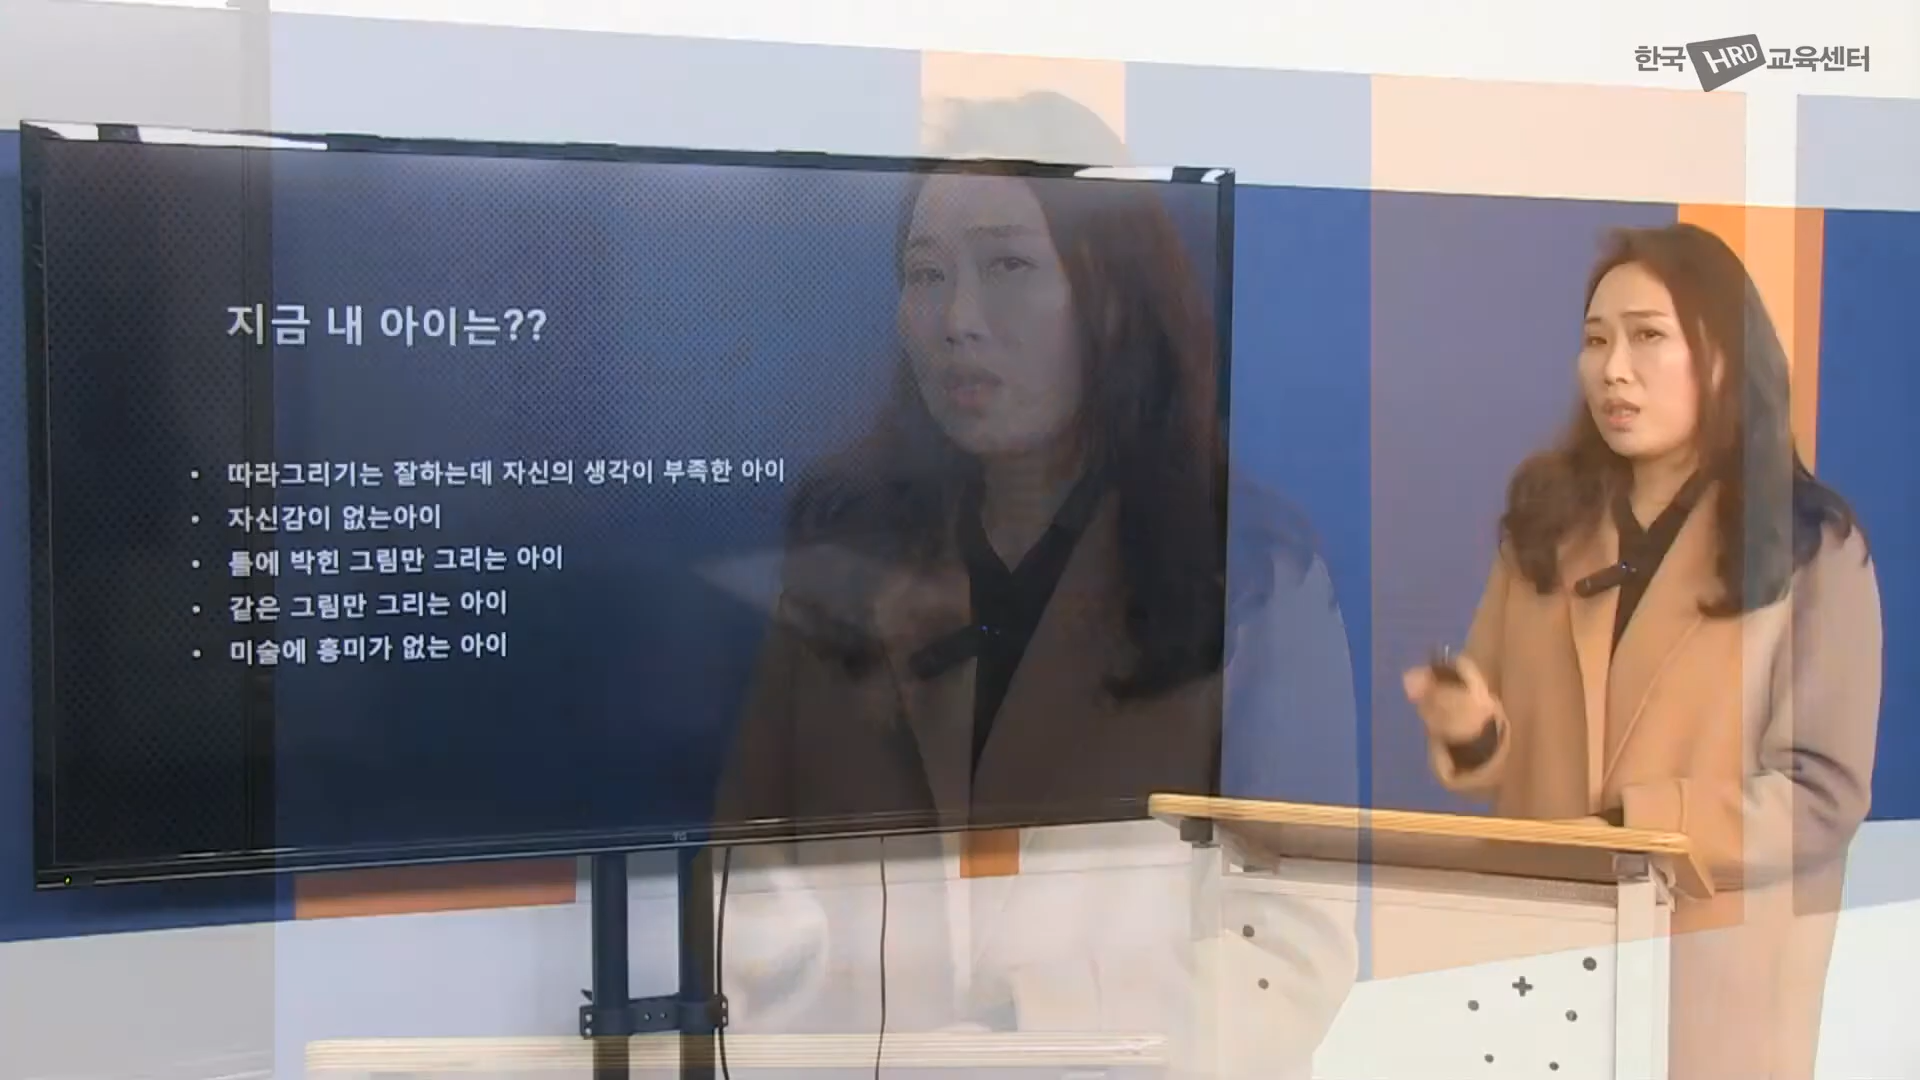 한국 HRD 교육센터
지금 내 아이는??
• 따라그리기는 잘하는데 자신의 생각이 부족한 아이
• 자신감이 없는아이
• 틀에 박힌 그림만 그리는 아이
• 같은 그림만 그리는 아이
• 미술에 흥미가 없는 아이